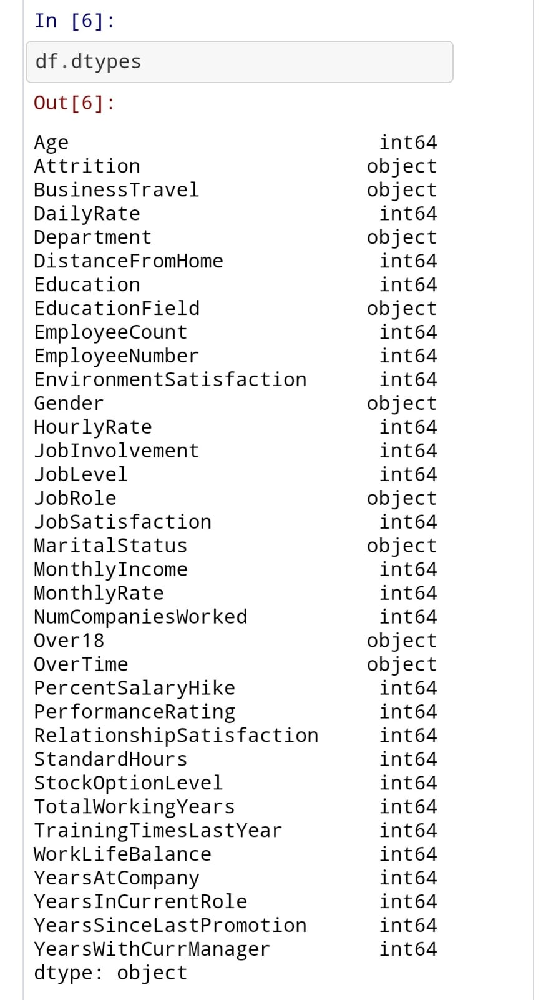 In [6]:
df.dtypes
Out[6]:
Age int64
Attrition object
BusinessTravel object
DailyRate int64
Department object
DistanceFromHome int64
Education int64
EducationField object
EmployeeCount int64
EmployeeNumber int64
EnvironmentSatisfaction int64
Gender object
HourlyRate int64
JobInvolvement int64
JobLevel int64
JobRole object
JobSatisfaction int64
MaritalStatus object
MonthlyIncome int64
MonthlyRate int64
NumCompaniesWorked int64
Over18 object
OverTime object
PercentSalaryHike int64
PerformanceRating int64
RelationshipSatisfaction int64
StandardHours int64
StockOptionLevel int64
TotalWorkingYears int64
TrainingTimesLastYear int64
WorkLifeBalance int64
YearsAtCompany int64
YearsInCurrentRole int64
YearsSinceLastPromotion int64
YearsWithCurrManager int64
dtype: object